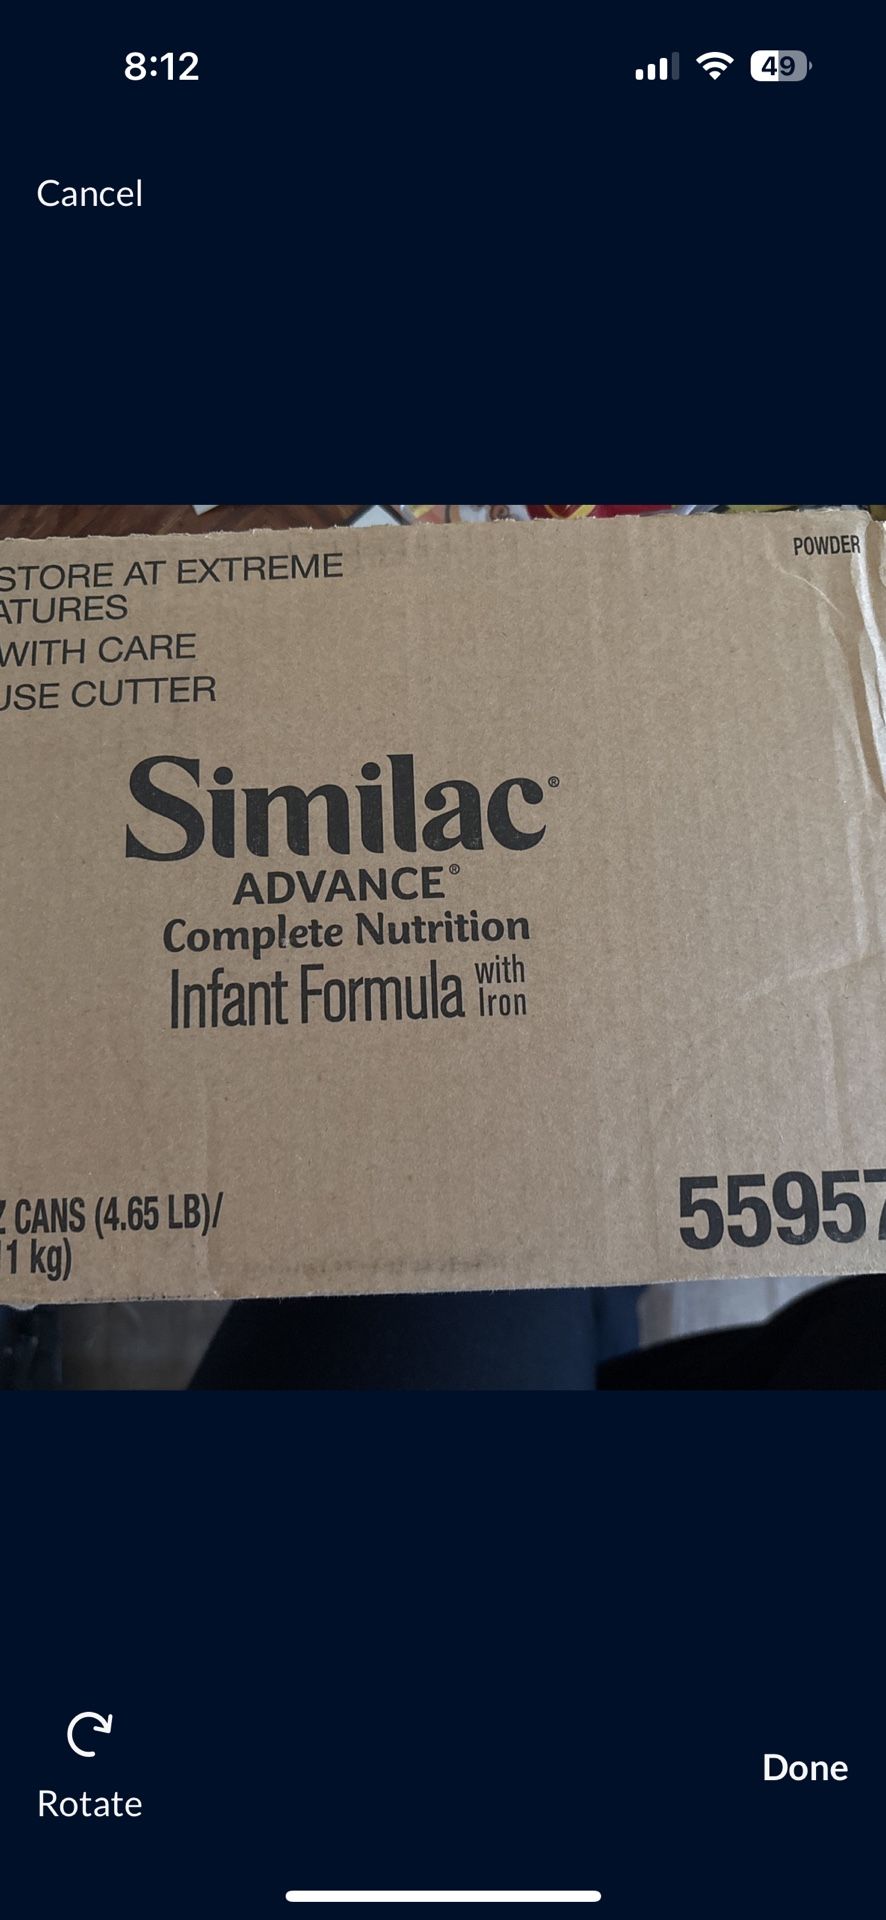 8:12
49
Cancel
STORE AT EXTREME
ATURES
WITH CARE
USE CUTTER
POWDER
Similac®
ADVANCE®
Complete Nutrition
Infant Formula with Iron
Z CANS (4.65 LB)/
1 kg)
55957
Rotate
Done